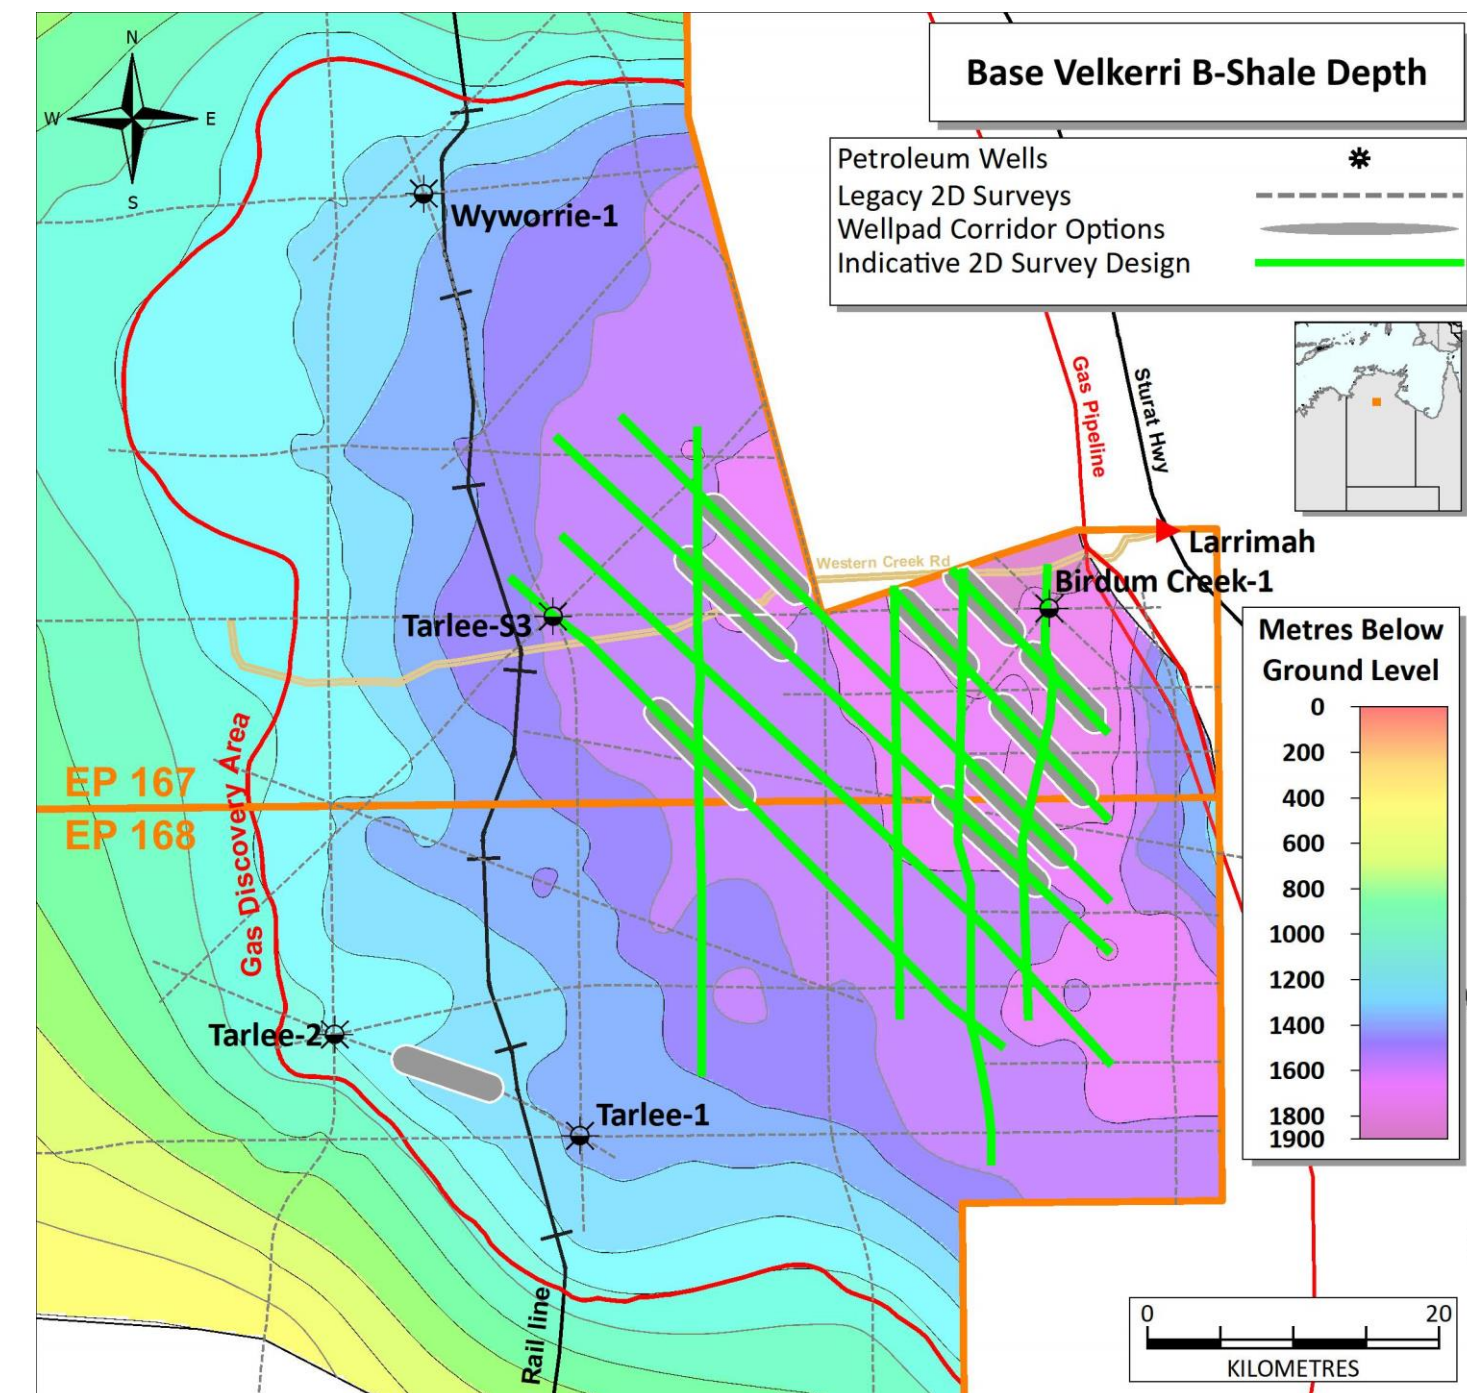 N
W
E
S
Base Velkerri B-Shale Depth
Petroleum Wells
Legacy 2D Surveys
Wellpad Corridor Options
Indicative 2D Survey Design
Wyworrie-1
Gas Pipeline
Sturat Hwy
Larrimah
Western Creek Rd
Birdum Creek-1
Tarlee-S3
Metres Below
Ground Level
0
200
400
600
800
1000
1200
1400
1600
1800
1900
EP 167
EP 168
Gas Discovery Area
Tarlee-2
Tarlee-1
Rail line
0
20
KILOMETRES